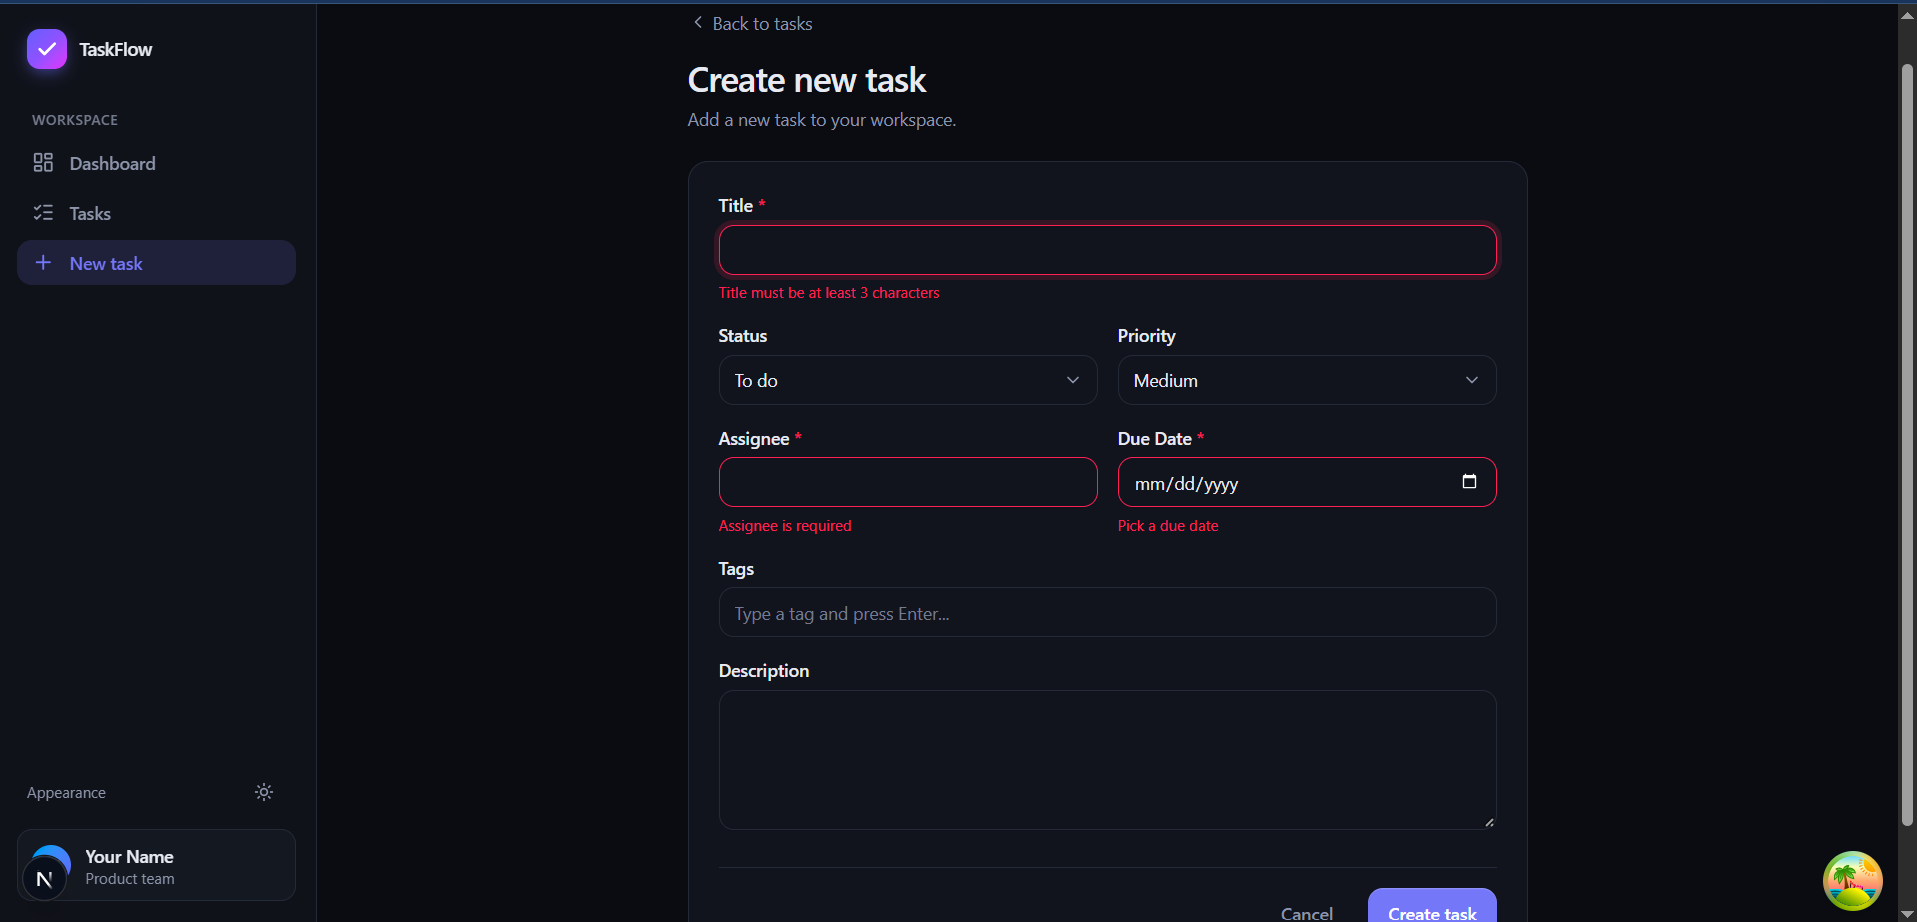 TaskFlow
WORKSPACE
Dashboard
Tasks
New task
Appearance
N
Your Name
Product team
Back to tasks
Create new task
Add a new task to your workspace.
Title *
Title must be at least 3 characters
Status
To do
Priority
Medium
Assignee *
Assignee is required
Due Date *
mm/dd/yyyy
Pick a due date
Tags
Type a tag and press Enter...
Description
Cancel
Create task